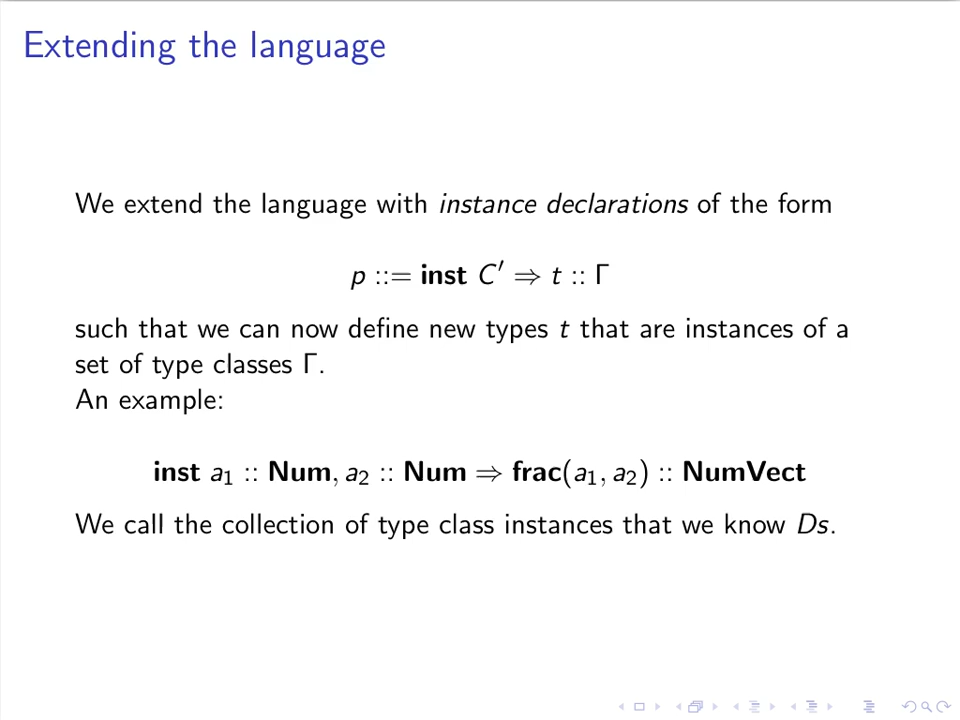 Extending the language
We extend the language with instance declarations of the form
p ::= inst C′ ⇒ t :: Γ
such that we can now define new types t that are instances of a
set of type classes Γ.
An example:
inst a₁ :: Num, a₂ :: Num ⇒ frac(a₁, a₂) :: NumVect
We call the collection of type class instances that we know Ds.